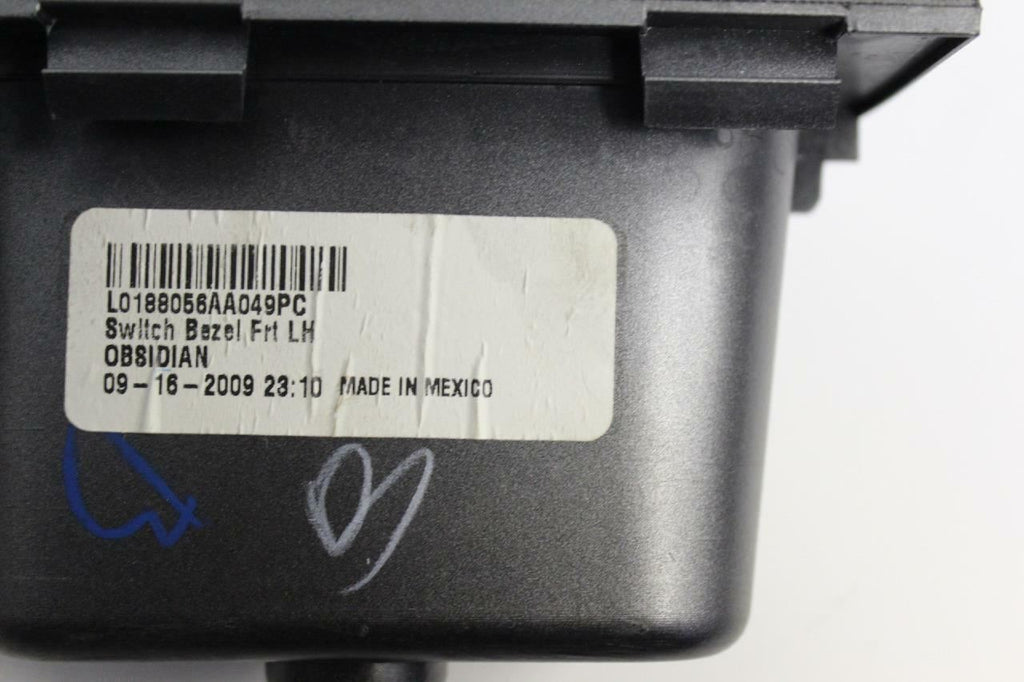 L0188056AA049PC
Switch Bezel Frt LH
OBSIDIAN
09-16-2009 23:10 MADE IN MEXICO